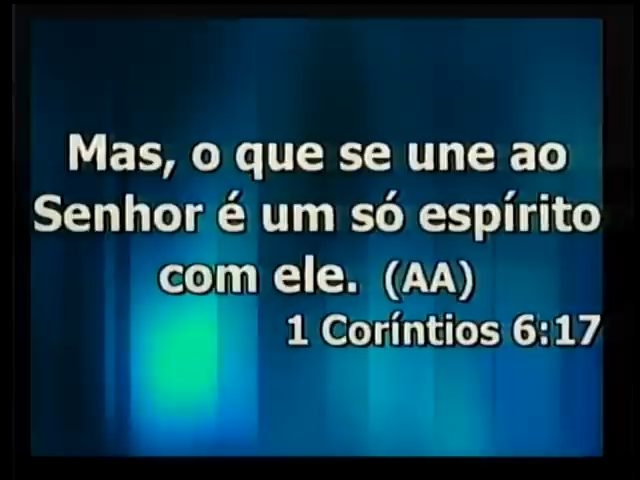 Mas, o que se une ao
Senhor é um só espírito
com ele. (AA)
1 Coríntios 6:17